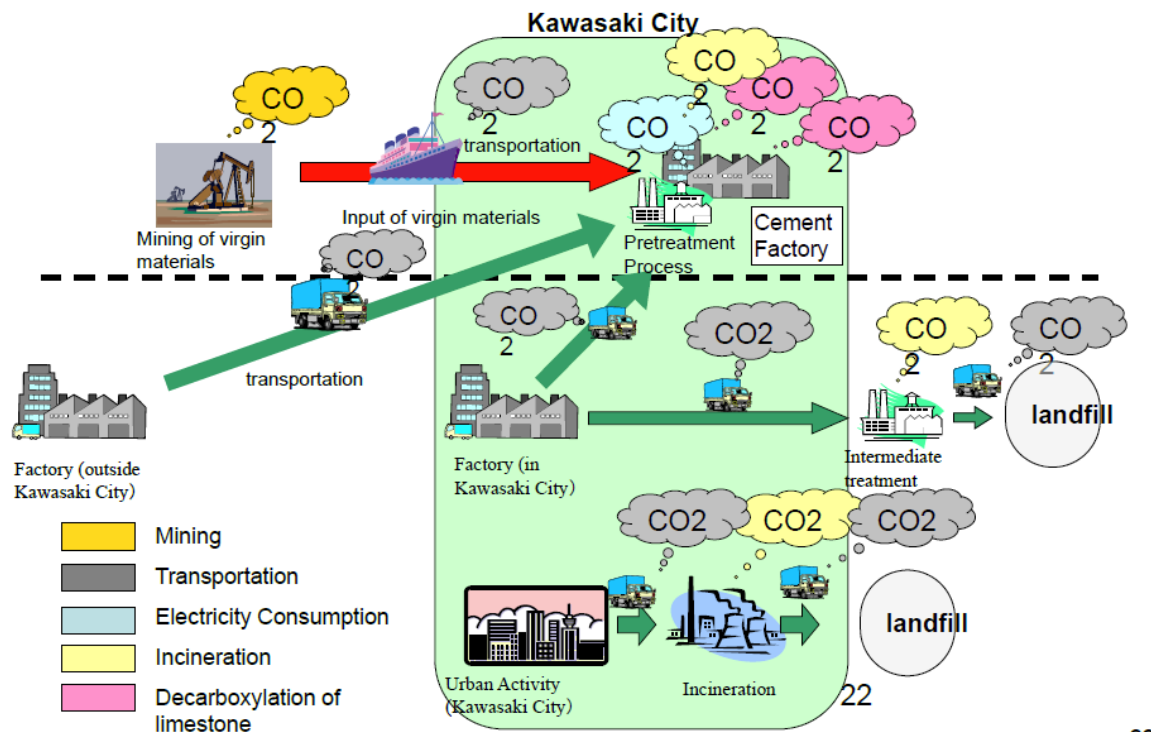 Kawasaki City
CO
2
CO
2
CO
2
CO
2
CO
2
CO
2
transportation
Mining of virgin
materials
Input of virgin materials
Pretreatment
Process
Cement
Factory
CO
2
CO
2
CO2
CO
2
CO
2
transportation
landfill
Factory (outside
Kawasaki City)
Factory (in
Kawasaki City)
Intermediate
treatment
CO2
CO2
CO2
Mining
Transportation
Electricity Consumption
Incineration
Decarboxylation of
limestone
landfill
Urban Activity
(Kawasaki City)
Incineration
22